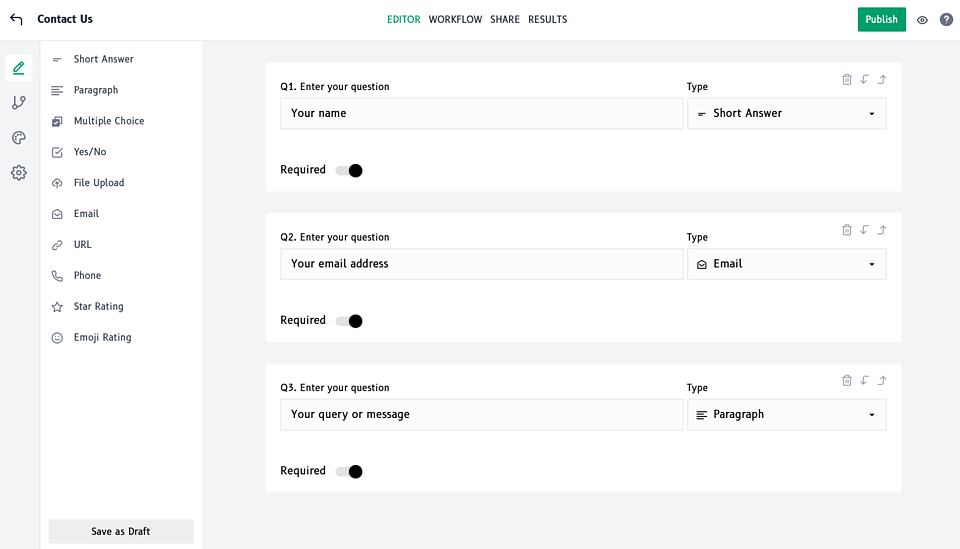 Contact Us
EDITOR WORKFLOW SHARE RESULTS
Publish
?
Short Answer
Paragraph
Multiple Choice
Yes/No
File Upload
Email
URL
Phone
Star Rating
Emoji Rating
Save as Draft
Q1. Enter your question
Type
Your name
Short Answer
Required
Q2. Enter your question
Type
Your email address
Email
Required
Q3. Enter your question
Type
Your query or message
Paragraph
Required